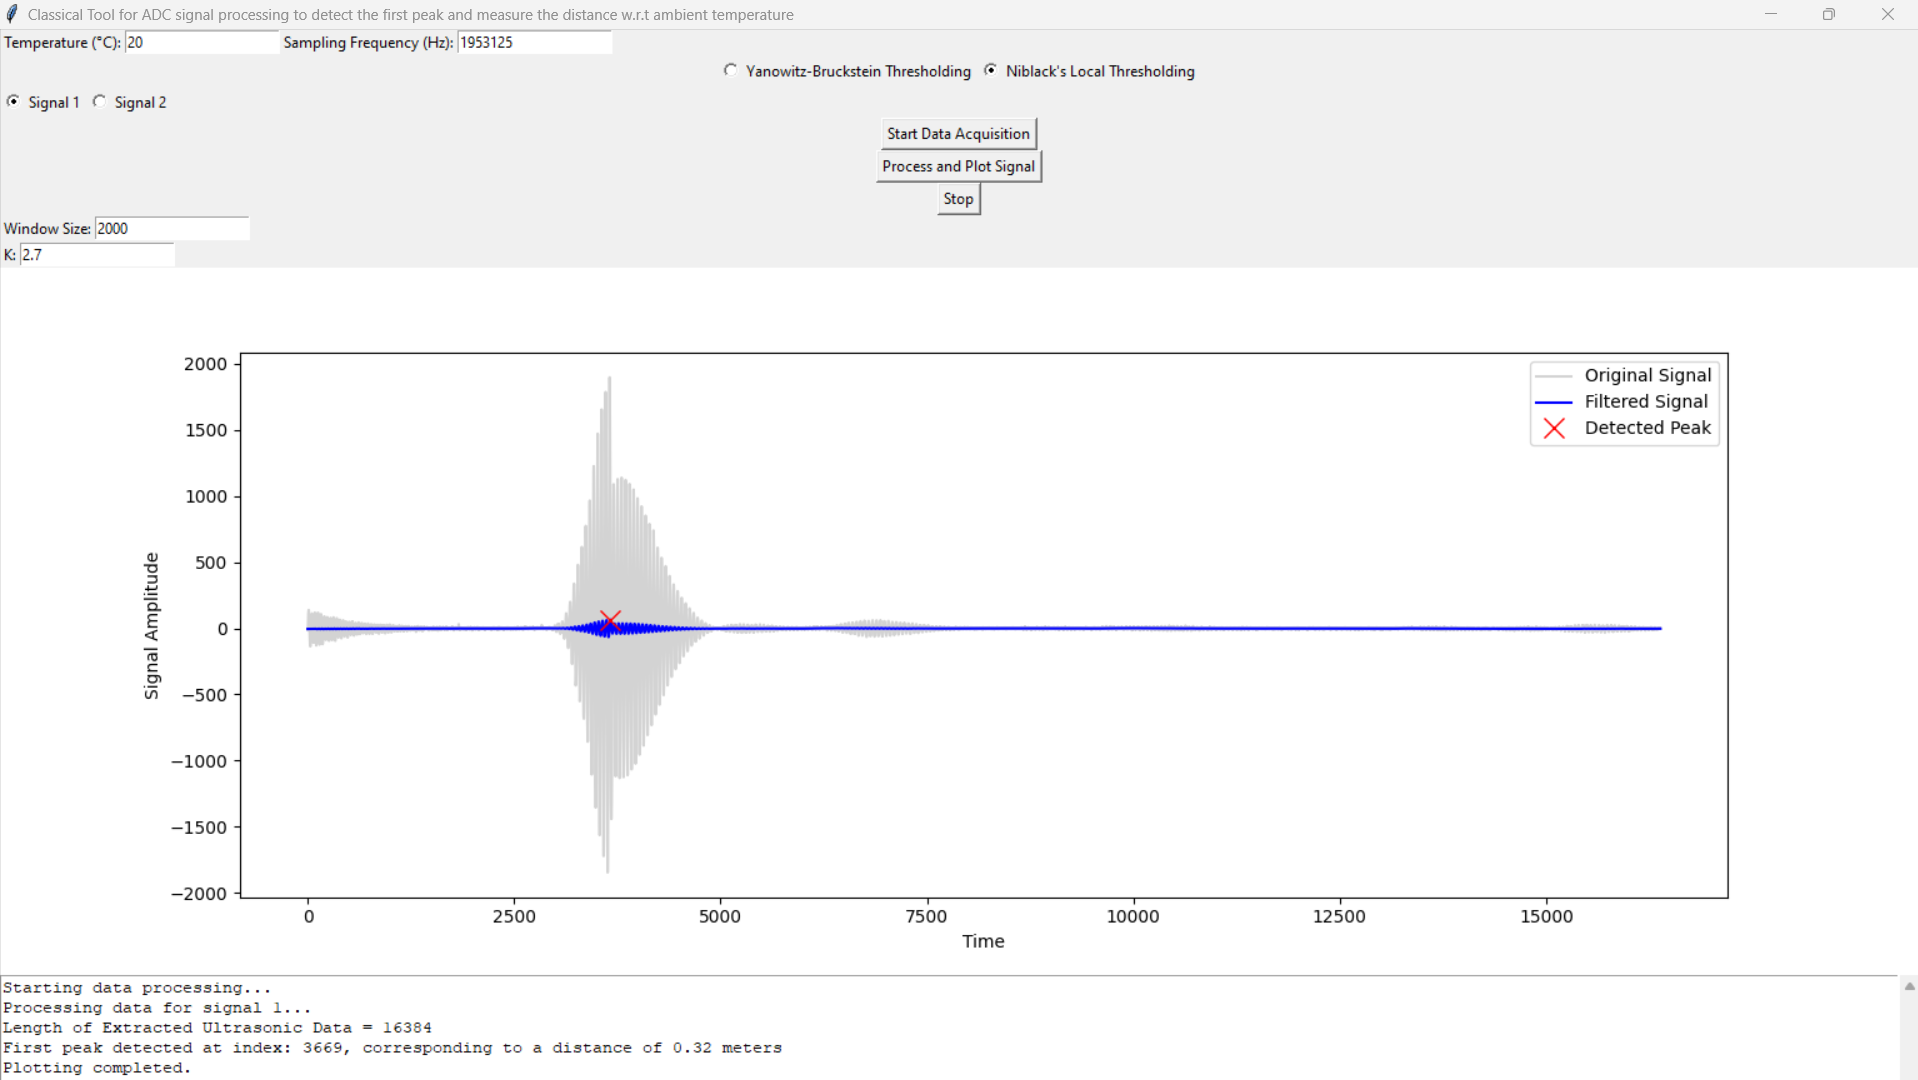 Classical Tool for ADC signal processing to detect the first peak and measure the distance w.r.t ambient temperature
Temperature (°C): 20 Sampling Frequency (Hz): 1953125
Yanowitz-Bruckstein Thresholding Niblack's Local Thresholding
Signal 1 Signal 2
Start Data Acquisition
Process and Plot Signal
Stop
Window Size: 2000
K: 2.7
Original Signal
Filtered Signal
Detected Peak
2000
1500
1000
500
0
−500
−1000
−1500
−2000
Signal Amplitude
0 2500 5000 7500 10000 12500 15000
Time
Starting data processing...
Processing data for signal 1...
Length of Extracted Ultrasonic Data = 16384
First peak detected at index: 3669, corresponding to a distance of 0.32 meters
Plotting completed.